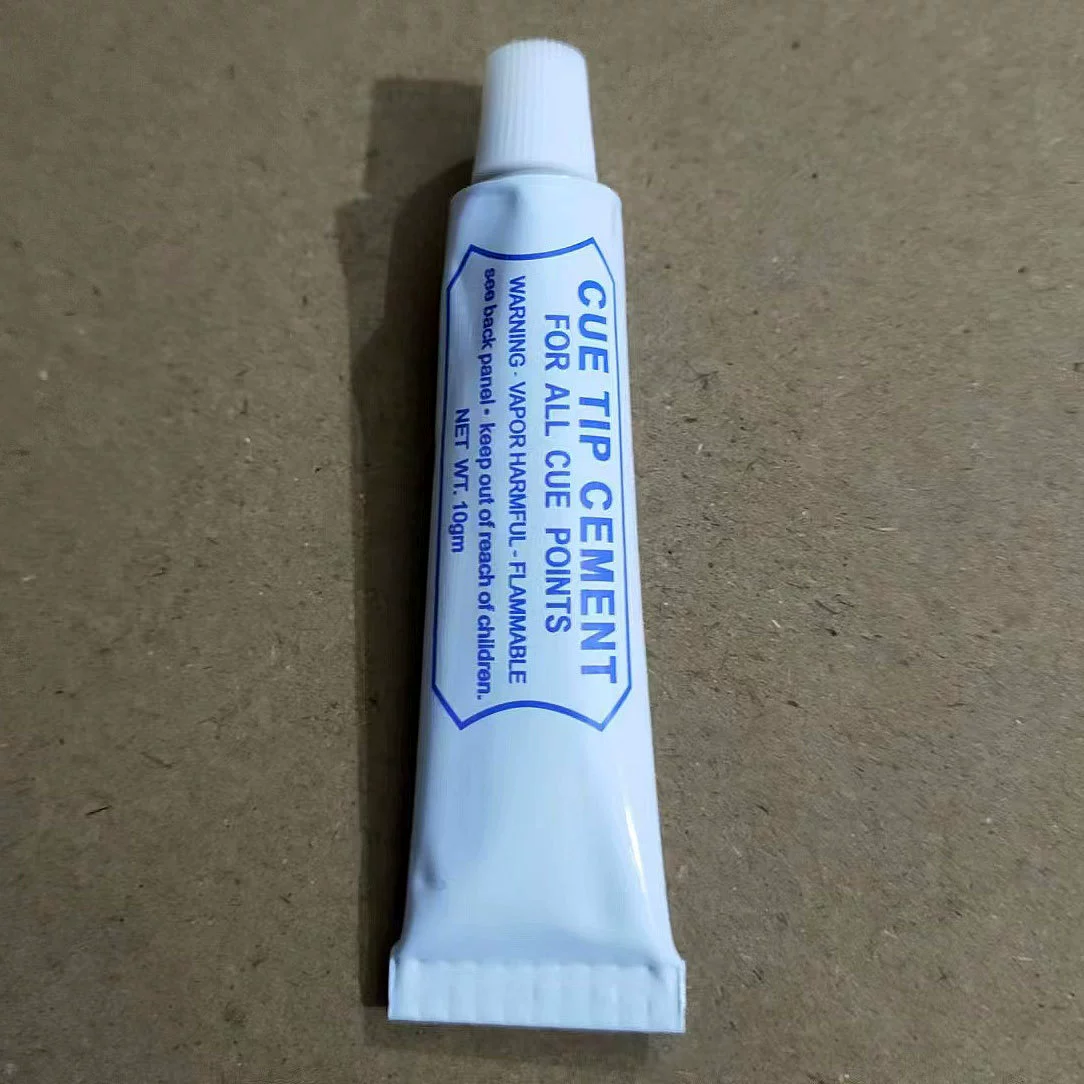 CUE TIP CEMENT
FOR ALL CUE POINTS
WARNING - VAPOR HARMFUL - FLAMMABLE
see back panel • keep out of reach of children.
NET WT. 10gm